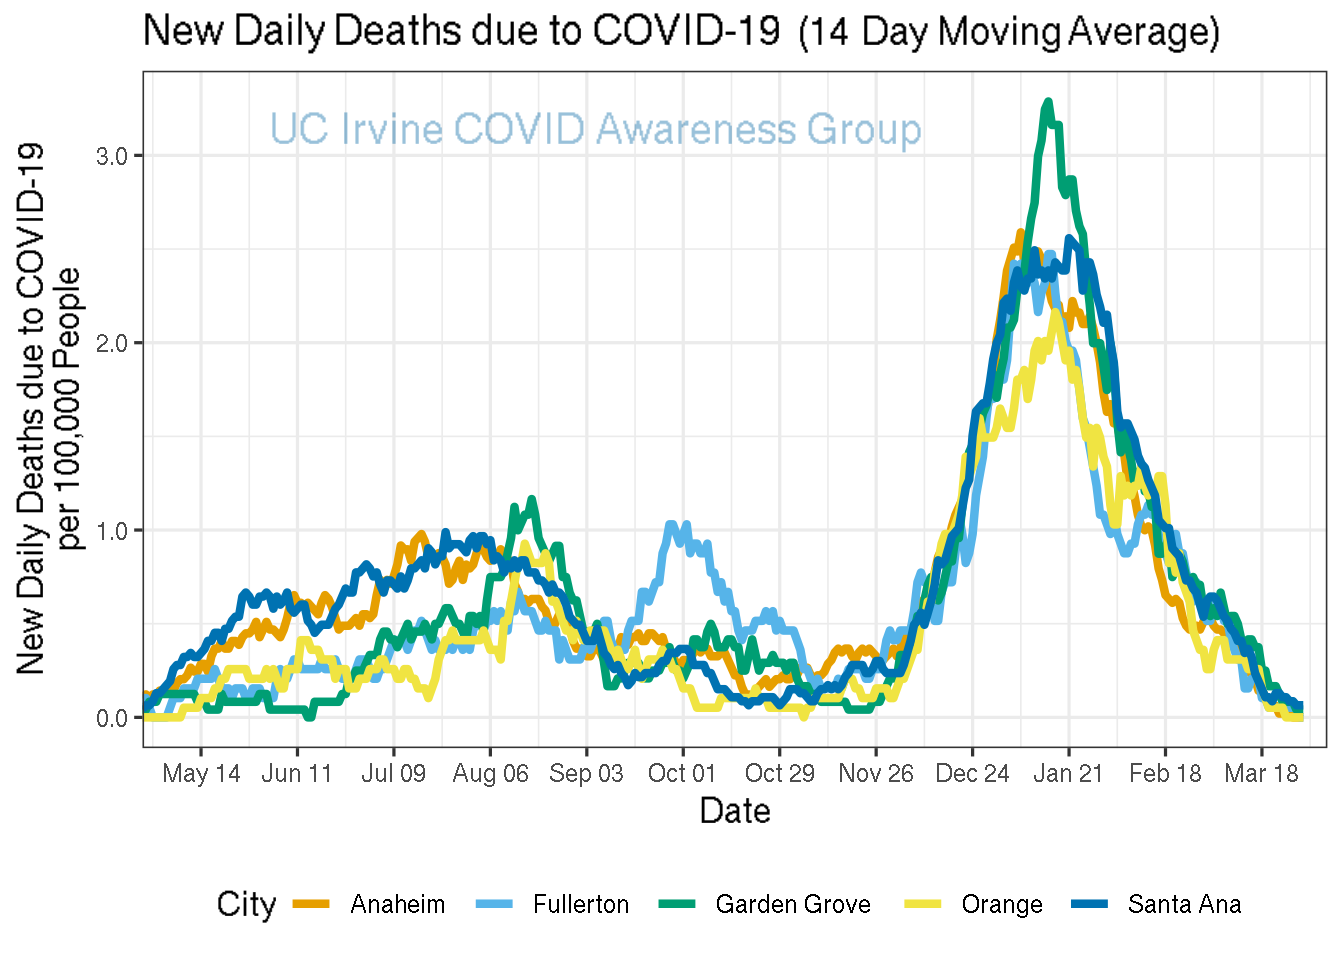 New Daily Deaths due to COVID-19 (14 Day Moving Average)
UC Irvine COVID Awareness Group
New Daily Deaths due to COVID-19
per 100,000 People
3.0
2.0
1.0
0.0
May 14 Jun 11 Jul 09 Aug 06 Sep 03 Oct 01 Oct 29 Nov 26 Dec 24 Jan 21 Feb 18 Mar 18
Date
City Anaheim Fullerton Garden Grove Orange Santa Ana